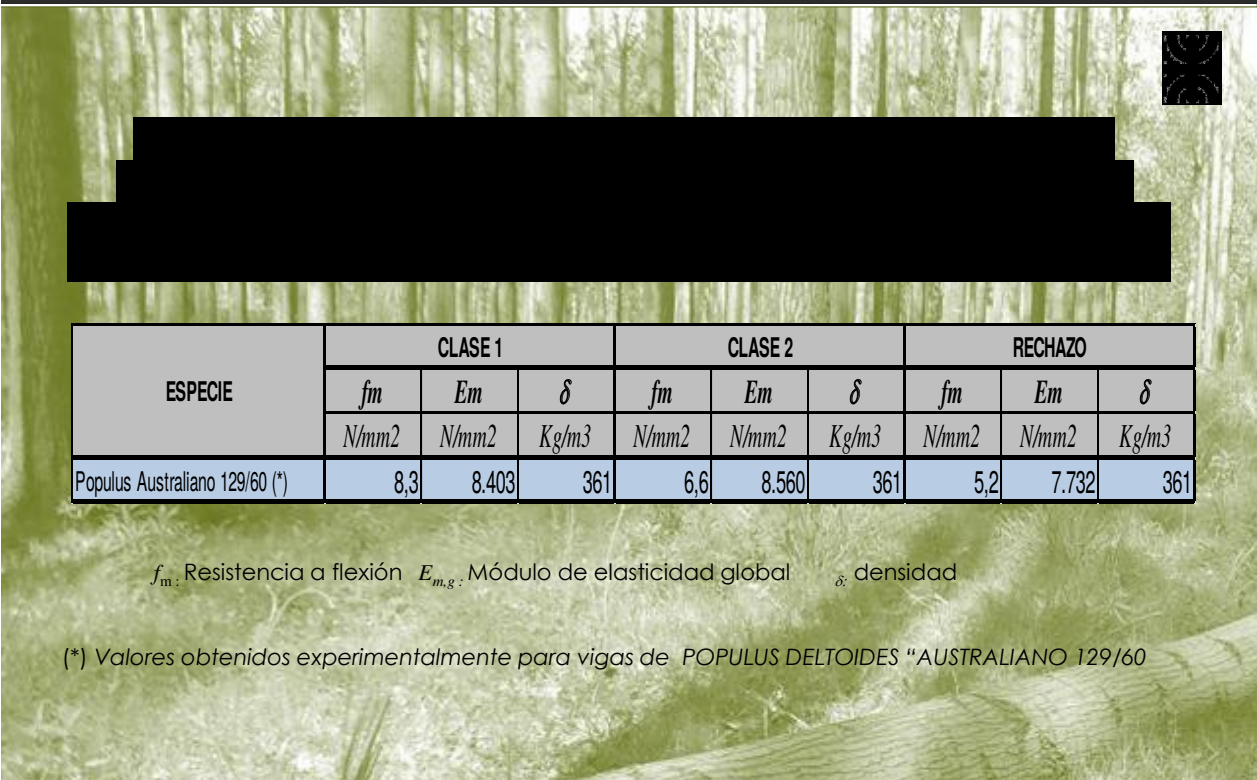 CLASE 1 CLASE 2 RECHAZO
ESPECIE
fm Em δ fm Em δ fm Em δ
N/mm2 N/mm2 Kg/m3 N/mm2 N/mm2 Kg/m3 N/mm2 N/mm2 Kg/m3
Populus Australiano 129/60 (*) 8,3 8.403 361 6,6 8.560 361 5,2 7.732 361
fm : Resistencia a flexión Em,g : Módulo de elasticidad global δ: densidad
(*) Valores obtenidos experimentalmente para vigas de POPULUS DELTOIDES “AUSTRALIANO 129/60